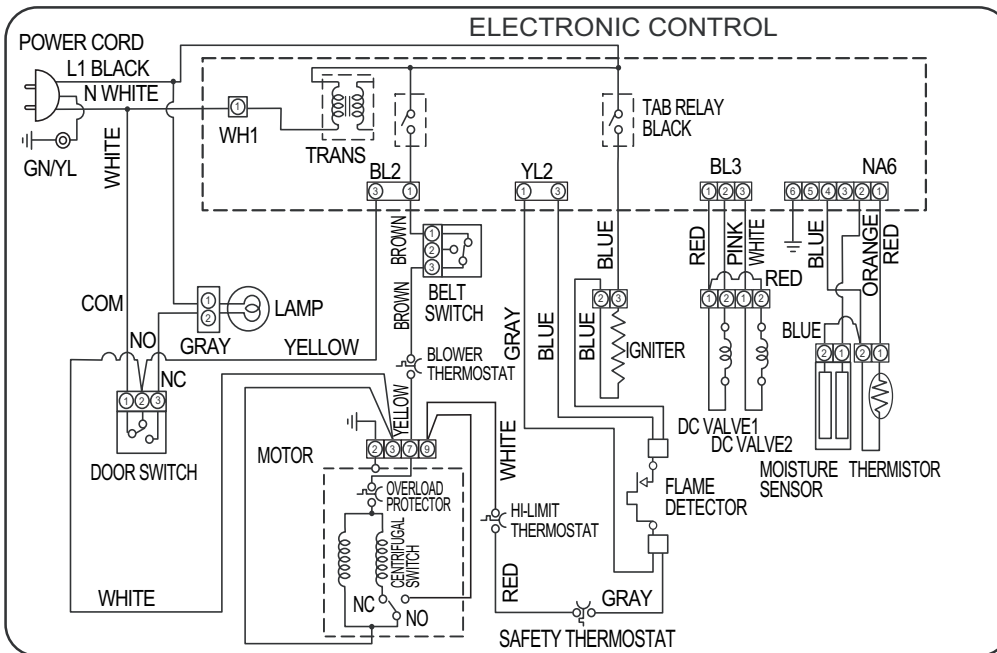 ELECTRONIC CONTROL
POWER CORD
L1 BLACK
N WHITE
GN/YL
WHITE
1
WH1
TRANS
TAB RELAY
BLACK
BL2
3 1
YL2
1 3
BL3
1 2 3
NA6
6 5 4 3 2 1
BROWN
1
2
3
BELT
SWITCH
BROWN
BLUE
RED
PINK
WHITE
RED
BLUE
ORANGE
RED
COM
1
2
LAMP
GRAY
NO
NC
YELLOW
BLOWER
THERMOSTAT
YELLOW
GRAY
BLUE
BLUE
2 3
IGNITER
1 2 1 2
DC VALVE1
DC VALVE2
BLUE
2 1
2 1
MOISTURE
SENSOR
THERMISTOR
1 2 3
DOOR SWITCH
MOTOR
2 3 7 9
OVERLOAD
PROTECTOR
CENTRIFUGAL
SWITCH
NC
NO
WHITE
HI-LIMIT
THERMOSTAT
FLAME
DETECTOR
WHITE
RED
GRAY
SAFETY THERMOSTAT